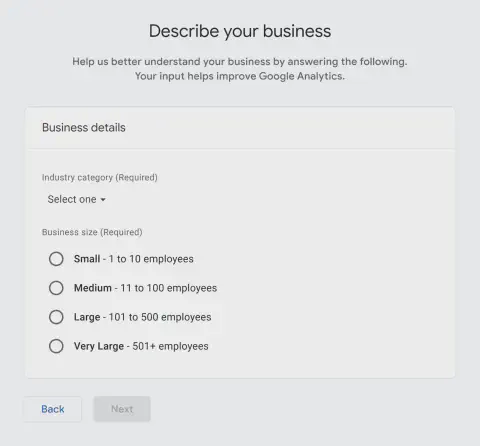 Describe your business
Help us better understand your business by answering the following.
Your input helps improve Google Analytics.
Business details
Industry category (Required)
Select one
Business size (Required)
Small - 1 to 10 employees
Medium - 11 to 100 employees
Large - 101 to 500 employees
Very Large - 501+ employees
Back
Next